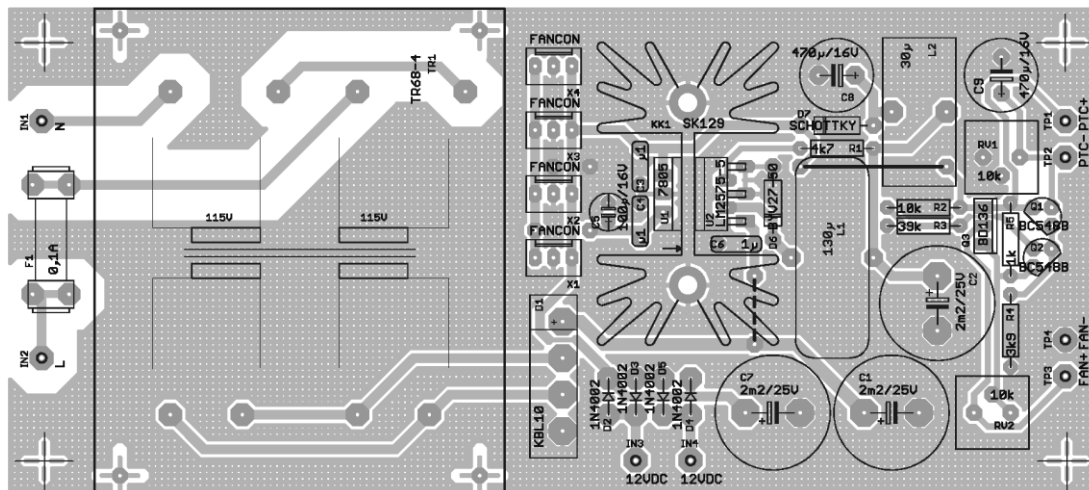 IN1
N
F1
0,1A
IN2
L
TR68-4
TR1
115V
115V
FANCON
X4
FANCON
X3
FANCON
X2
FANCON
X1
D1
KBL10
KK1
SK129
µ1
C3
C4
µ1
C5
100µ/16V
7805
U1
LM2575-5
U2
C6
1µ
D6-BYV27-50
470µ/16V
C8
D7
SCHOTTKY
4k7
R1
130µ
L1
30µ
L2
C9
470µ/16V
TP1
PTC+
TP2
PTC-
RV1
10k
10k
R2
39k
R3
Q3
BD136
R5
1k
Q1
BC548B
Q2
BC548B
C2
2m2/25V
R4
3k9
TP4
FAN-
TP3
FAN+
10k
RV2
1N4002
D2
1N4002
D3
1N4002
D5
1N4002
D4
C7
2m2/25V
C1
2m2/25V
IN3
12VDC
IN4
12VDC